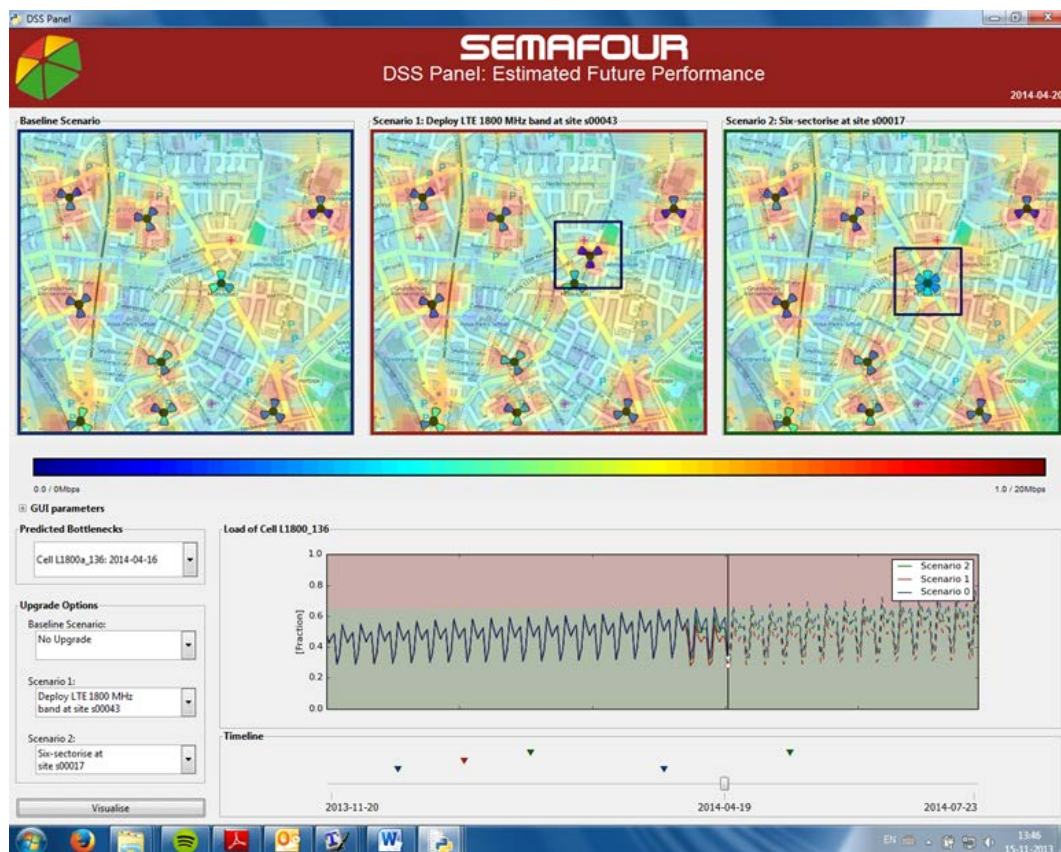 DSS Panel
SEMAFOUR
DSS Panel: Estimated Future Performance
2014-04-20
Baseline Scenario
Scenario 1: Deploy LTE 1800 MHz band at site s00043
Scenario 2: Six-sectorise at site s00017
0.0 / 0Mbps
1.0 / 20Mbps
GUI parameters
Predicted Bottlenecks
Cell L1800a_136: 2014-04-16
Upgrade Options
Baseline Scenario:
No Upgrade
Scenario 1:
Deploy LTE 1800 MHz
band at site s00043
Scenario 2:
Six-sectorise at
site s00017
Visualise
Load of Cell L1800_136
1.0
0.8
0.6
0.4
0.2
0.0
[Fraction]
Scenario 2
Scenario 1
Scenario 0
Timeline
2013-11-20
2014-04-19
2014-07-23
EN
13:46
15-11-2013